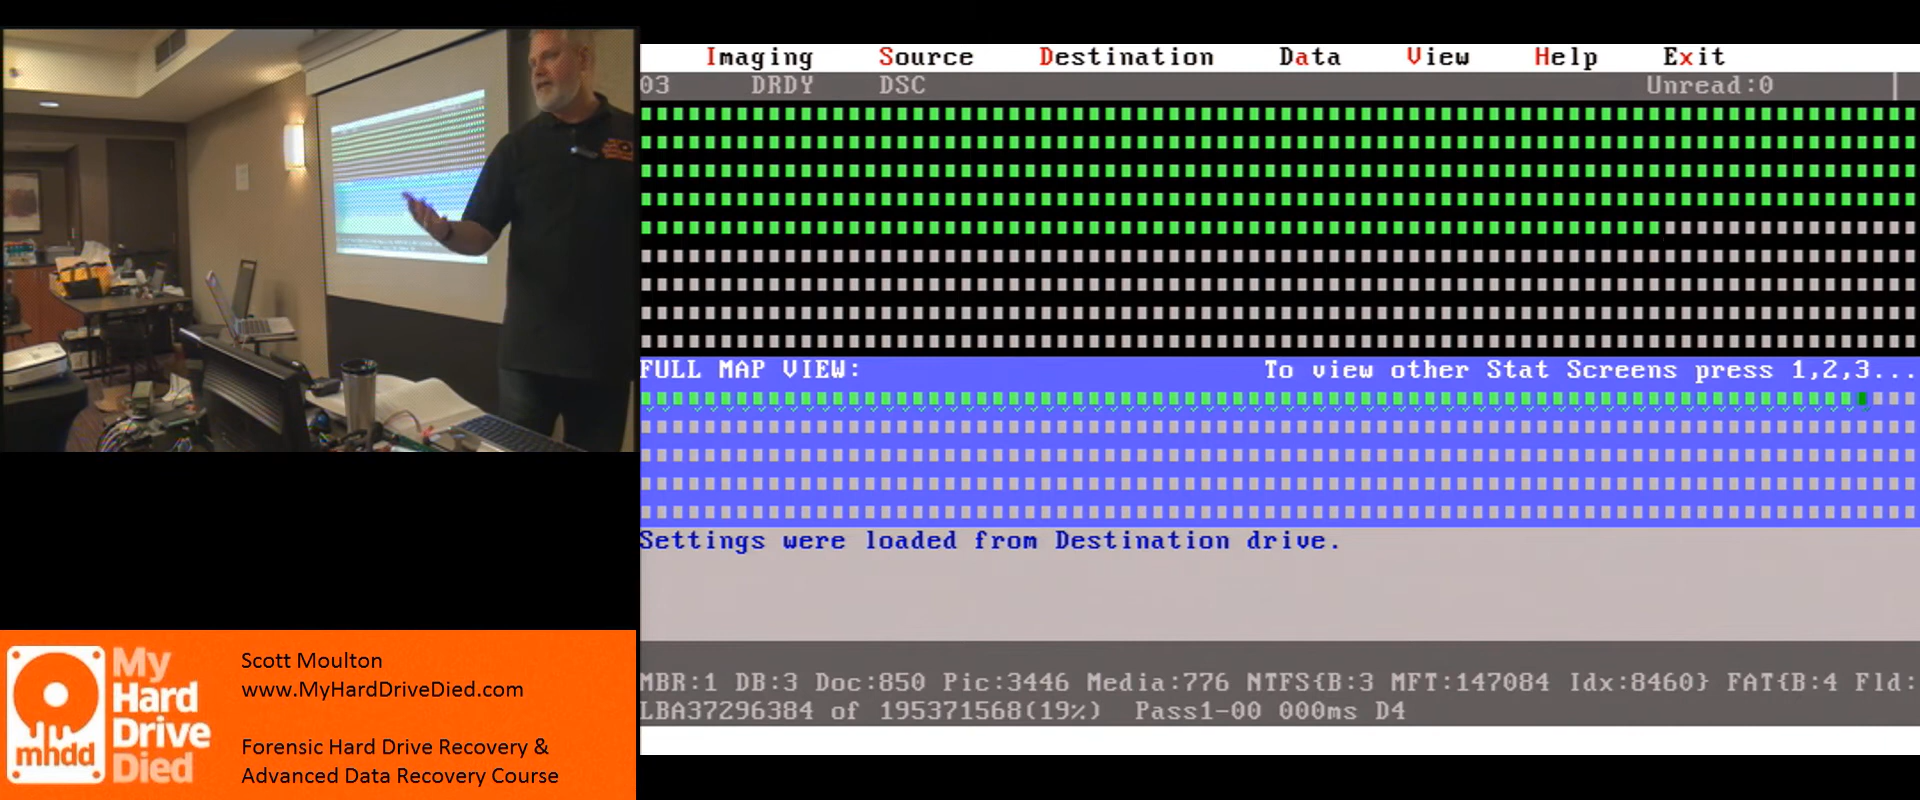 Imaging Source Destination Data View Help Exit
03 DRDY DSC Unread:0
FULL MAP VIEW: To view other Stat Screens press 1,2,3...
Settings were loaded from Destination drive.
MBR:1 DB:3 Doc:850 Pic:3446 Media:776 NTFS{B:3 MFT:147084 Idx:8460} FAT{B:4 Fld:
LBA37296384 of 195371568(19%) Pass1-00 000ms D4
mhdd
My
Hard
Drive
Died
Scott Moulton
www.MyHardDriveDied.com
Forensic Hard Drive Recovery &
Advanced Data Recovery Course